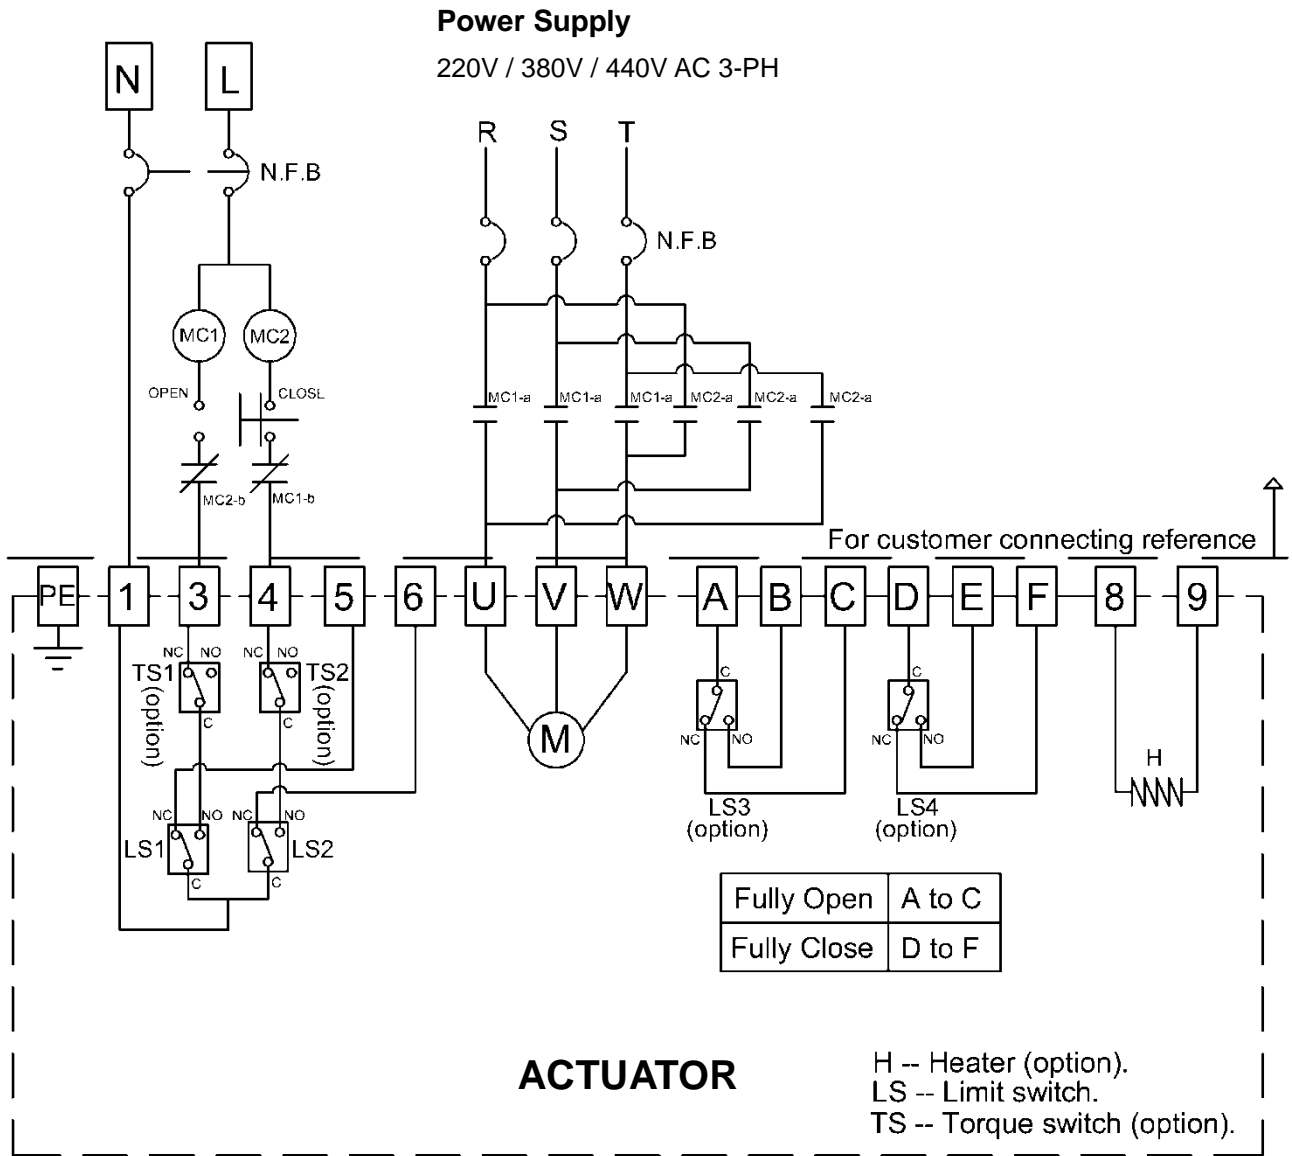 Power Supply
220V / 380V / 440V AC 3-PH
N L
R S T
N.F.B
N.F.B
MC1 MC2
OPEN CLOSL
MC1-a MC1-a MC1-a MC2-a MC2-a MC2-a
MC2-b MC1-b
For customer connecting reference
PE 1 3 4 5 6 U V W A B C D E F 8 9
NC NO NC NO
TS1 (option) TS2 (option)
C C
C C
M
NC NO NC NO
H
LS3 LS4
(option) (option)
NC NO NC NO
LS1 LS2
C C
Fully Open A to C
Fully Close D to F
ACTUATOR
H -- Heater (option).
LS -- Limit switch.
TS -- Torque switch (option).